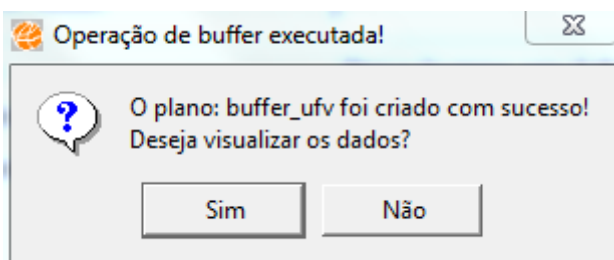 Operação de buffer executada!
O plano: buffer_ufv foi criado com sucesso!
Deseja visualizar os dados?
Sim Não